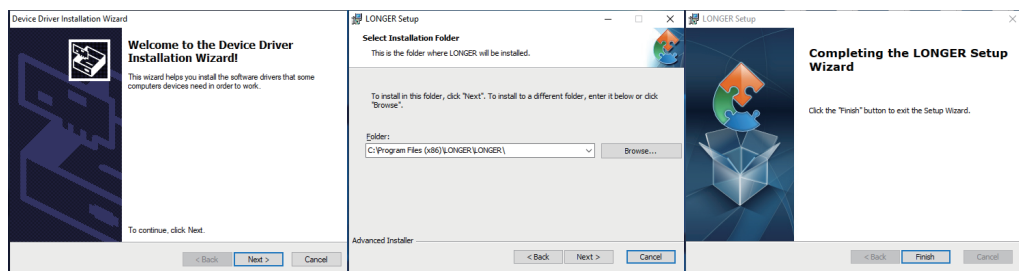 Device Driver Installation Wizard
Welcome to the Device Driver
Installation Wizard!
This wizard helps you install the software drivers that some
computers devices need in order to work.
To continue, click Next.
< Back
Next >
Cancel
LONGER Setup
Select Installation Folder
This is the folder where LONGER will be installed.
To install in this folder, click "Next". To install to a different folder, enter it below or click
"Browse".
Folder:
C:\Program Files (x86)\LONGER\LONGER\
Browse...
Advanced Installer
< Back
Next >
Cancel
LONGER Setup
Completing the LONGER Setup
Wizard
Click the "Finish" button to exit the Setup Wizard.
< Back
Finish
Cancel